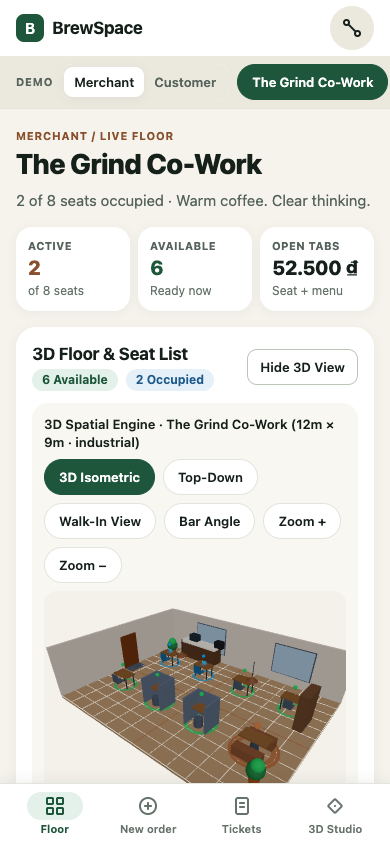 B BrewSpace
DEMO Merchant Customer The Grind Co-Work
MERCHANT / LIVE FLOOR
The Grind Co-Work
2 of 8 seats occupied · Warm coffee. Clear thinking.
ACTIVE
2
of 8 seats
AVAILABLE
6
Ready now
OPEN TABS
52.500 ₫
Seat + menu
3D Floor & Seat List
6 Available 2 Occupied
Hide 3D View
3D Spatial Engine · The Grind Co-Work (12m ×
9m · industrial)
3D Isometric Top-Down
Walk-In View Bar Angle Zoom +
Zoom −
Floor New order Tickets 3D Studio